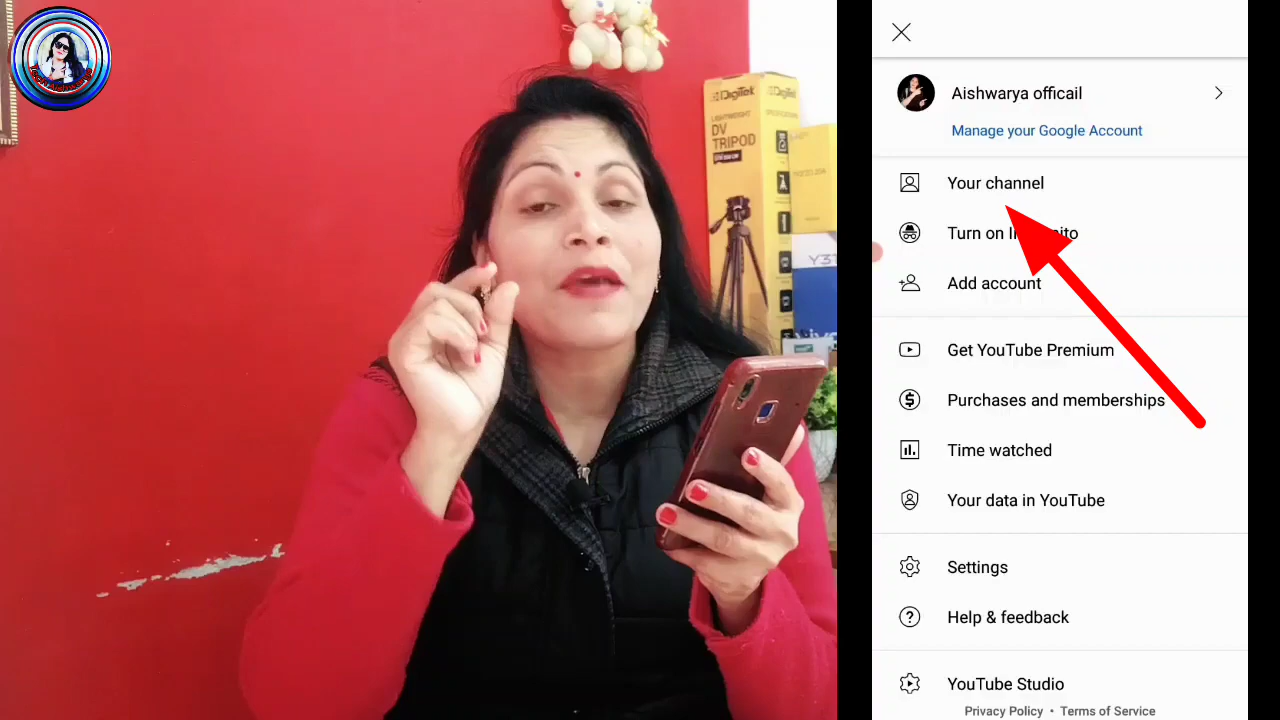 DIGITEK
LIGHTWEIGHT
DV
TRIPOD
Aishwarya officail
Manage your Google Account
Your channel
Turn on In
ito
Add account
Get YouTube Premium
Purchases and memberships
Time watched
Your data in YouTube
Settings
Help & feedback
YouTube Studio
Privacy Policy • Terms of Service